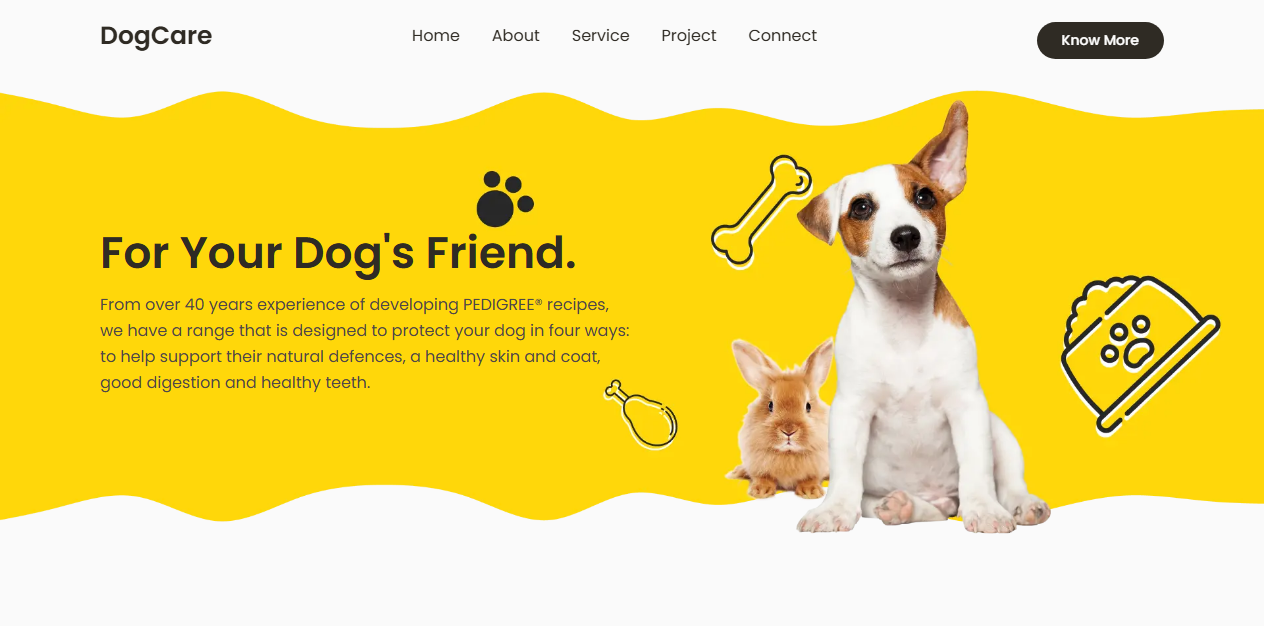 DogCare
Home About Service Project Connect
Know More
For Your Dog's Friend.
From over 40 years experience of developing PEDIGREE® recipes,
we have a range that is designed to protect your dog in four ways:
to help support their natural defences, a healthy skin and coat,
good digestion and healthy teeth.